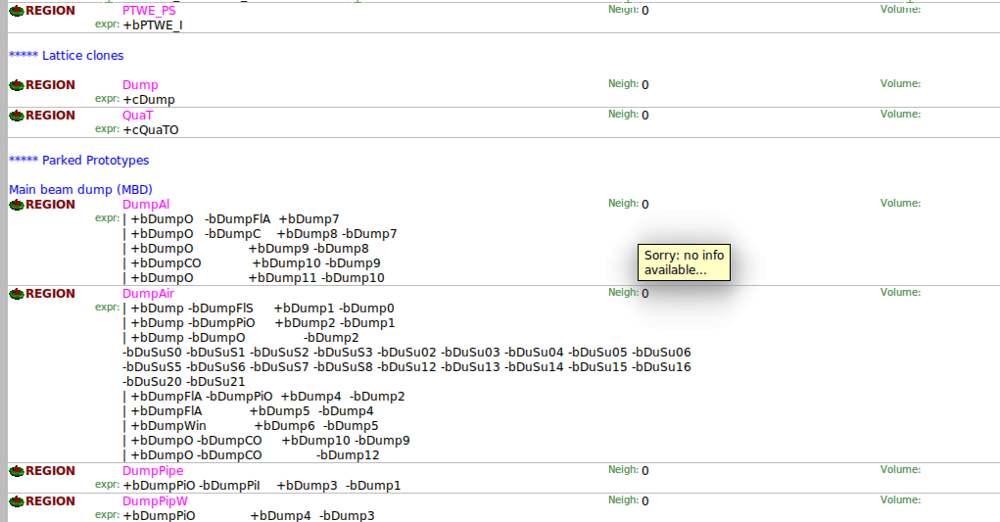 REGION PTWE_PS Neigh: 0 Volume:
expr: +bPTWE_I
***** Lattice clones
REGION Dump Neigh: 0 Volume:
expr: +cDump
REGION QuaT Neigh: 0 Volume:
expr: +cQuaTO
***** Parked Prototypes
Main beam dump (MBD)
REGION DumpAl Neigh: 0 Volume:
expr: | +bDumpO -bDumpFlA +bDump7
| +bDumpO -bDumpC +bDump8 -bDump7
| +bDumpO +bDump9 -bDump8
| +bDumpCO +bDump10 -bDump9
| +bDumpO +bDump11 -bDump10
Sorry: no info
available...
REGION DumpAir Neigh: 0 Volume:
expr: | +bDump -bDumpFlS +bDump1 -bDump0
| +bDump -bDumpPiO +bDump2 -bDump1
| +bDump -bDumpO -bDump2
-bDuSuS0 -bDuSuS1 -bDuSuS2 -bDuSuS3 -bDuSu02 -bDuSu03 -bDuSu04 -bDuSu05 -bDuSu06
-bDuSuS5 -bDuSuS6 -bDuSuS7 -bDuSuS8 -bDuSu12 -bDuSu13 -bDuSu14 -bDuSu15 -bDuSu16
-bDuSu20 -bDuSu21
| +bDumpFlA -bDumpPiO +bDump4 -bDump2
| +bDumpFlA +bDump5 -bDump4
| +bDumpWin +bDump6 -bDump5
| +bDumpO -bDumpCO +bDump10 -bDump9
| +bDumpO -bDumpCO -bDump12
REGION DumpPipe Neigh: 0 Volume:
expr: +bDumpPiO -bDumpPiI +bDump3 -bDump1
REGION DumpPipW Neigh: 0 Volume:
expr: +bDumpPiO +bDump4 -bDump3